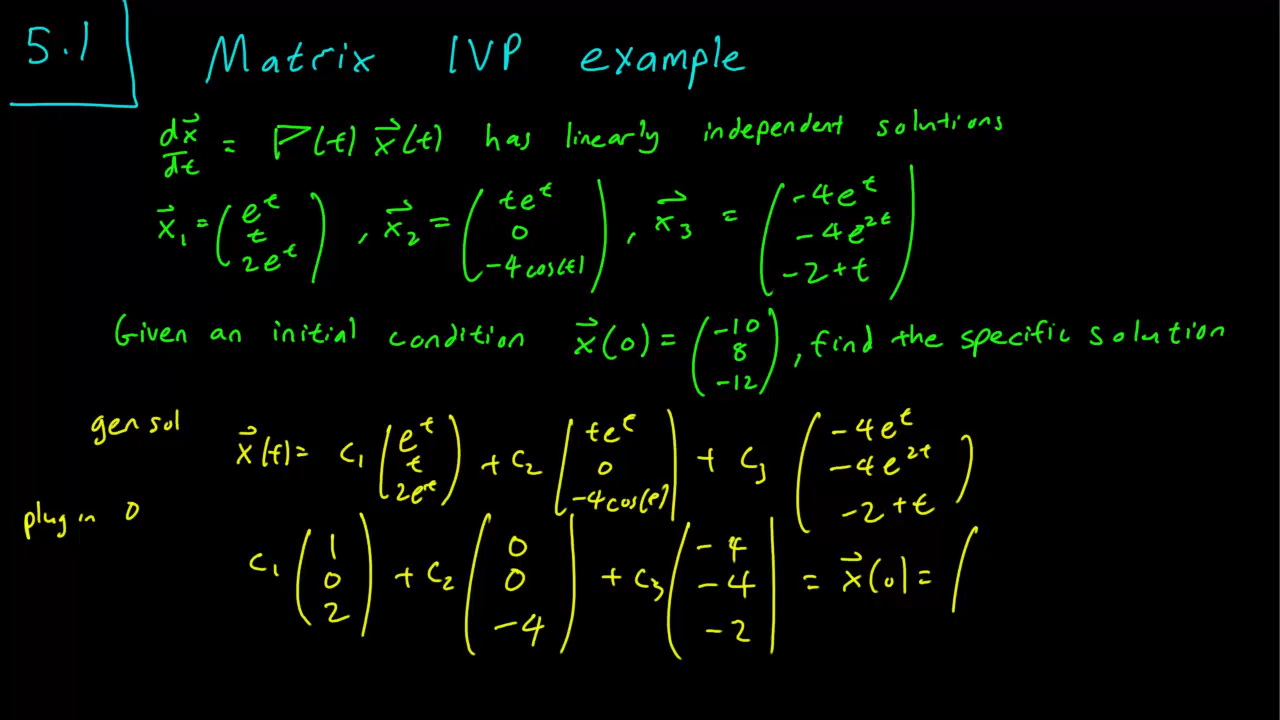 5.1 Matrix IVP example
dx⃗/dt = P(t) x⃗(t) has linearly independent solutions
x⃗₁ = (e^t, t, 2e^t), x⃗₂ = (te^t, 0, -4cos(t)), x⃗₃ = (-4e^t, -4e^2t, -2+t)
Given an initial condition x⃗(0) = (-10, 8, -12), find the specific solution
gen sol x⃗(t) = c₁ (e^t, t, 2e^t) + c₂ (te^t, 0, -4cos(t)) + c₃ (-4e^t, -4e^2t, -2+t)
plug in 0
c₁ (1, 0, 2) + c₂ (0, 0, -4) + c₃ (-4, -4, -2) = x⃗(0) = (